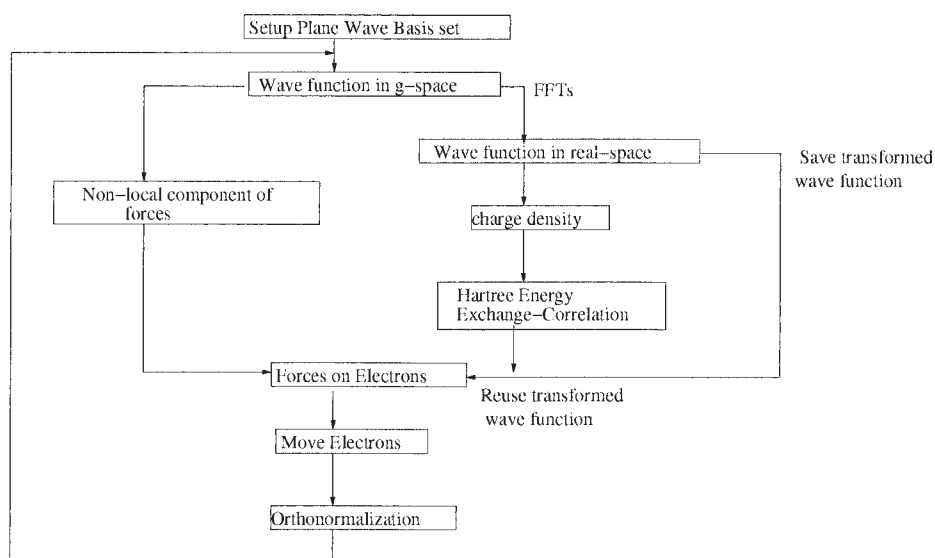 Setup Plane Wave Basis set
Wave function in g-space
FFTs
Wave function in real-space
Save transformed
wave function
Non-local component of
forces
charge density
Hartree Energy
Exchange-Correlation
Forces on Electrons
Reuse transformed
wave function
Move Electrons
Orthonormalization